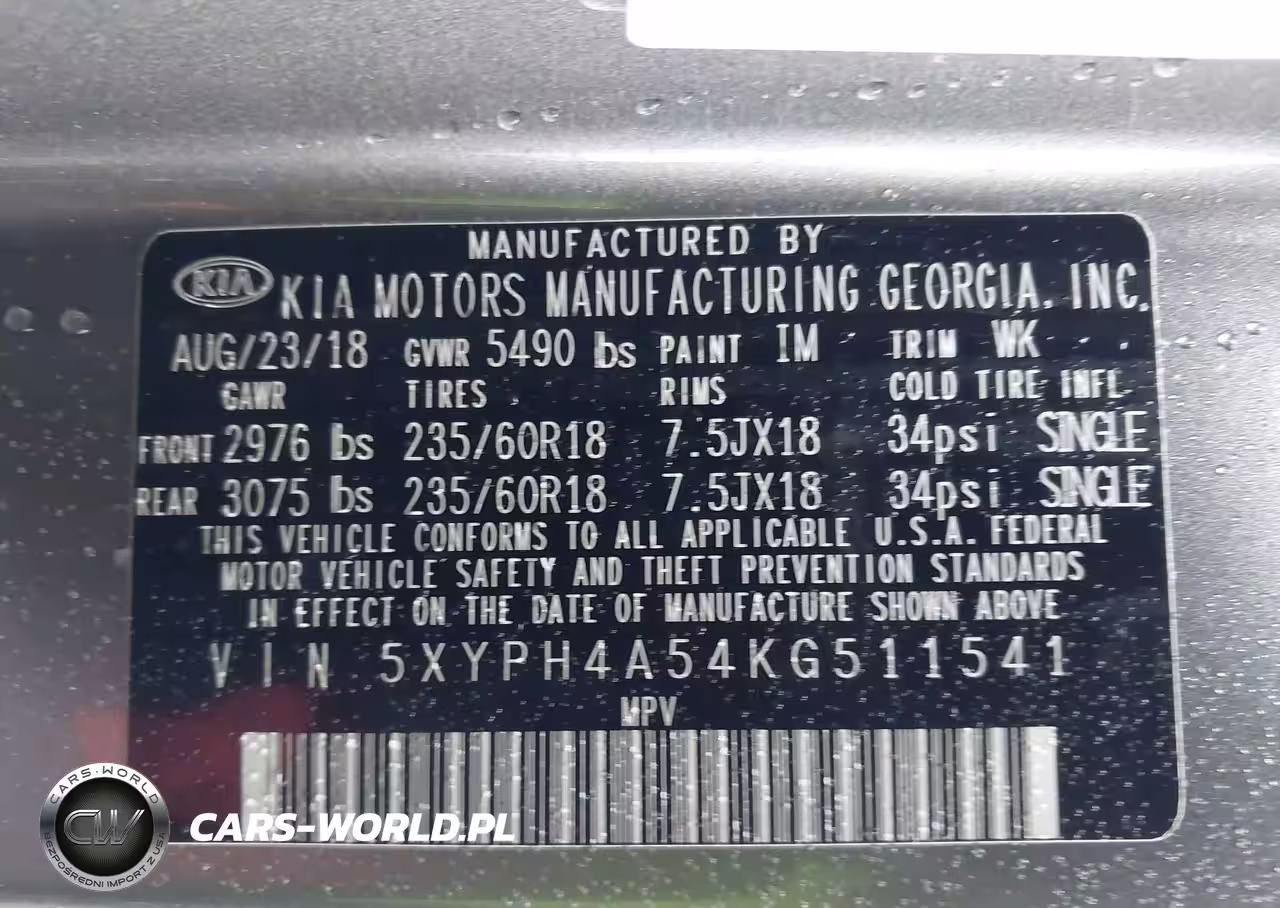 MANUFACTURED BY
KIA KIA MOTORS MANUFACTURING GEORGIA, INC.
AUG/23/18 GVWR 5490 lbs PAINT IM TRIM WK
GAWR TIRES RIMS COLD TIRE INFL
FRONT 2976 lbs 235/60R18 7.5JX18 34psi SINGLE
REAR 3075 lbs 235/60R18 7.5JX18 34psi SINGLE
THIS VEHICLE CONFORMS TO ALL APPLICABLE U.S.A. FEDERAL
MOTOR VEHICLE SAFETY AND THEFT PREVENTION STANDARDS
IN EFFECT ON THE DATE OF MANUFACTURE SHOWN ABOVE
VIN 5XYPH4A54KG511541
MPV
CARS-WORLD
CW
BEZPOŚREDNI IMPORT Z USA
CARS-WORLD.PL